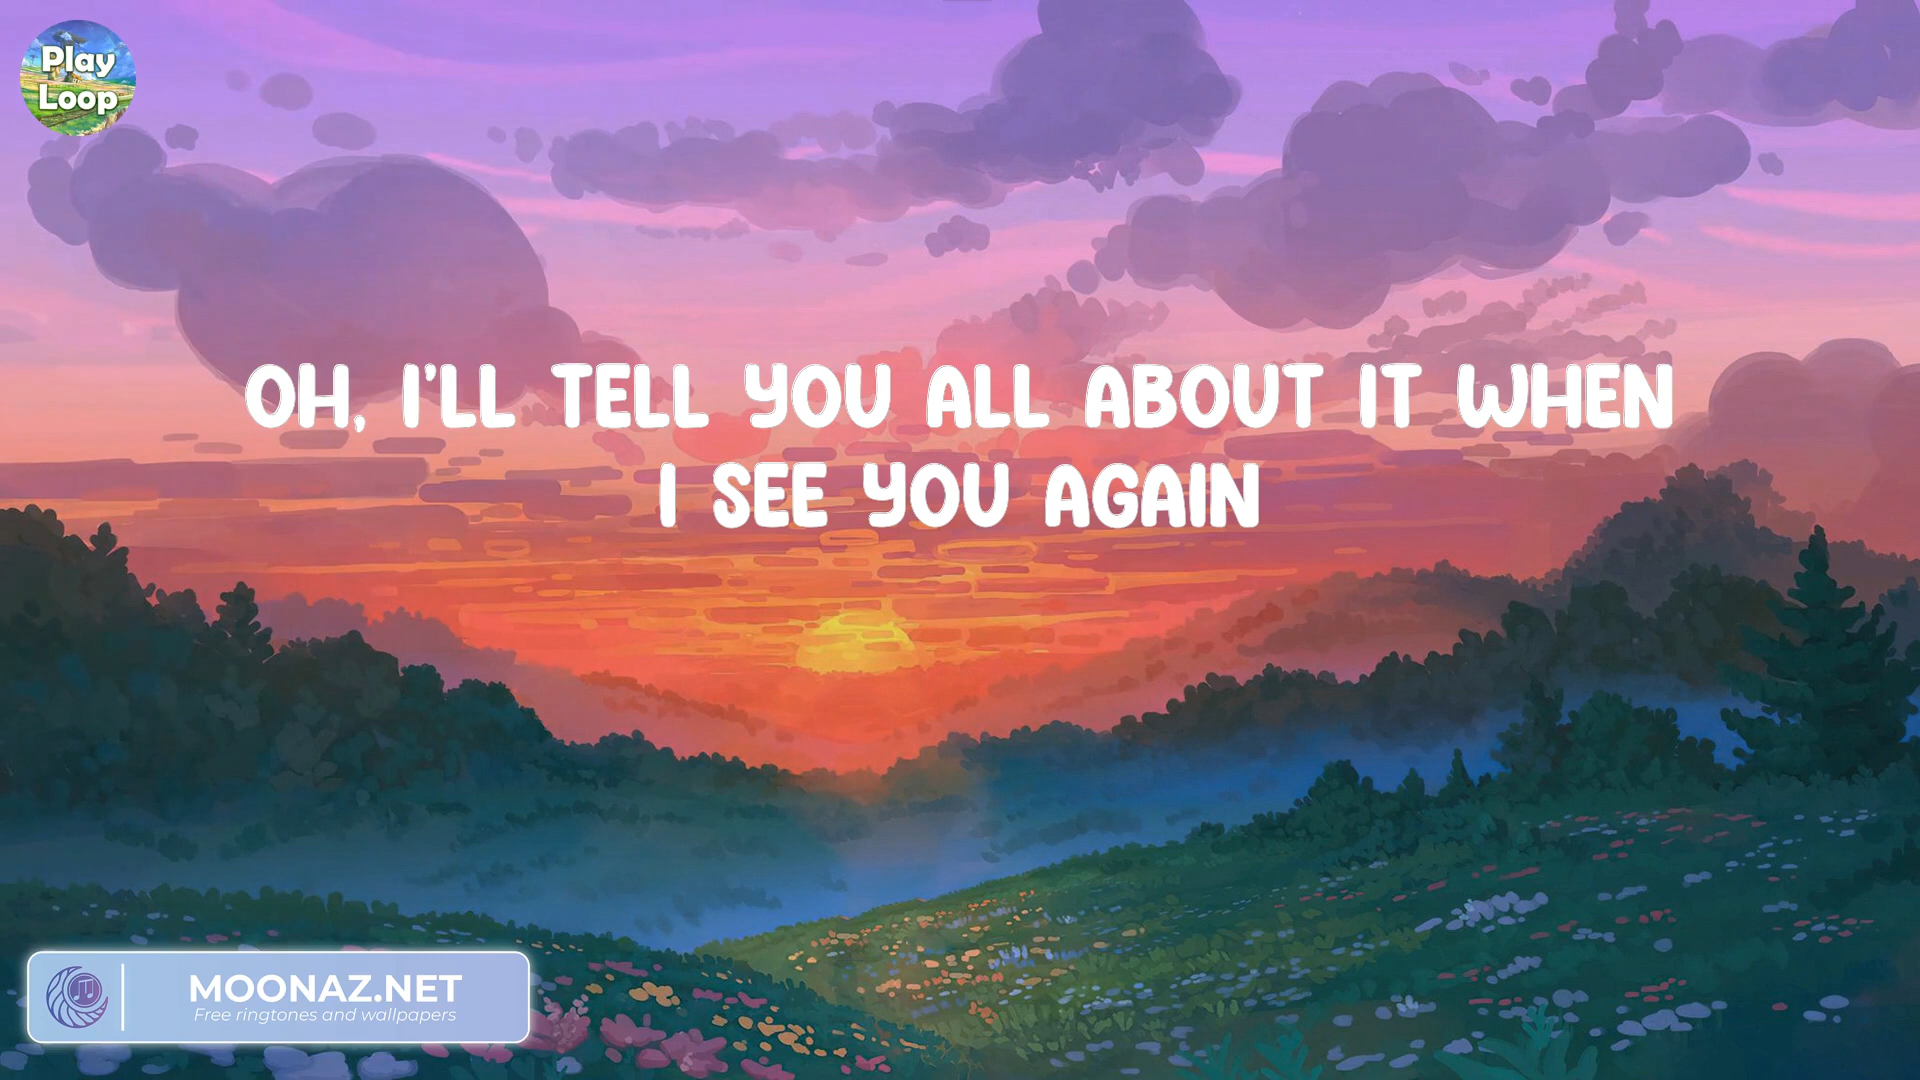 Play
Loop
OH, I'LL TELL YOU ALL ABOUT IT WHEN
I SEE YOU AGAIN
MOONAZ.NET
Free ringtones and wallpapers